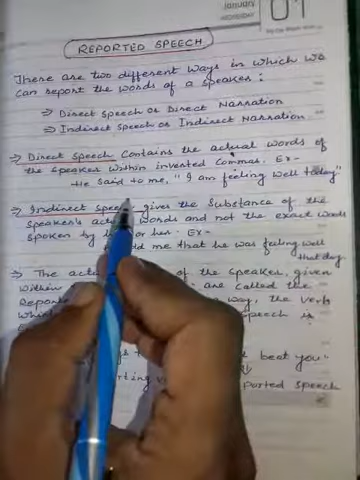 January
WEDNESDAY
01
REPORTED SPEECH
There are two different ways in which we
can report the words of a speaker :
⇒ Direct Speech or Direct Narration
⇒ Indirect Speech or Indirect Narration
⇒ Direct Speech Contains the actual words of
the speaker within inverted Commas. Ex-
He said to me, "I am feeling well today"
⇒ Indirect speech gives the Substance of the
speaker's words and not the exact words
spoken by or her. Ex-
me that he was feeling well
that day.
⇒ The of the speaker, given
within are called the
way, the verb
speech is
beat you.
speech